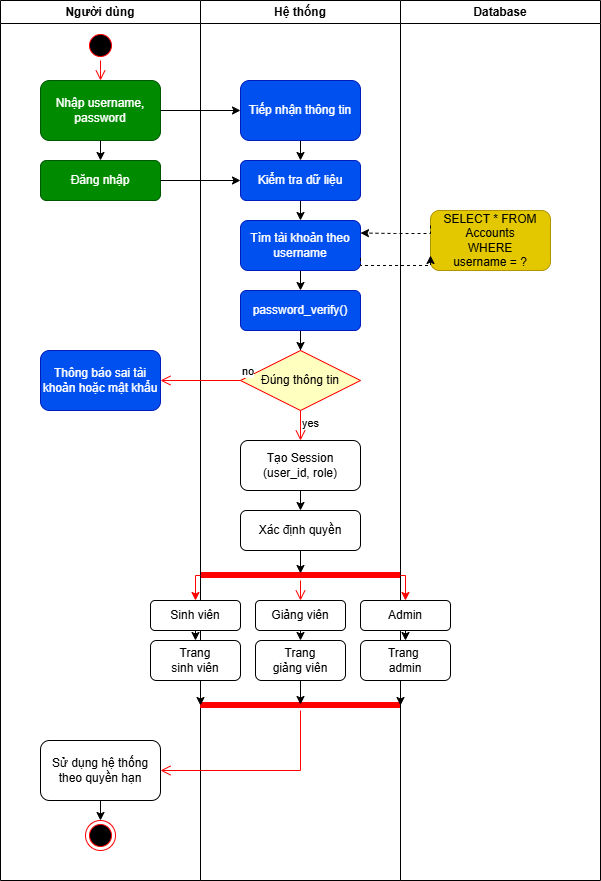 Người dùng
Hệ thống
Database
Nhập username,
password
Tiếp nhận thông tin
Đăng nhập
Kiểm tra dữ liệu
Tìm tài khoản theo
username
SELECT * FROM
Accounts
WHERE
username = ?
password_verify()
Thông báo sai tài
khoản hoặc mật khẩu
no
Đúng thông tin
yes
Tạo Session
(user_id, role)
Xác định quyền
Sinh viên
Giảng viên
Admin
Trang
sinh viên
Trang
giảng viên
Trang
admin
Sử dụng hệ thống
theo quyền hạn